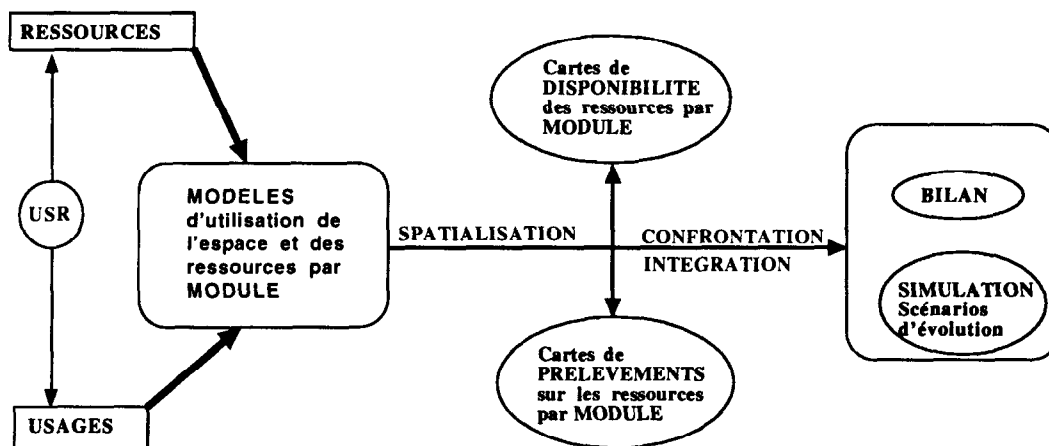 RESSOURCES
USR
USAGES
MODELES
d'utilisation de
l'espace et des
ressources par
MODULE
SPATIALISATION
Cartes de
DISPONIBILITE
des ressources par
MODULE
Cartes de
PRELEVEMENTS
sur les ressources
par MODULE
CONFRONTATION
INTEGRATION
BILAN
SIMULATION
Scénarios
d'évolution